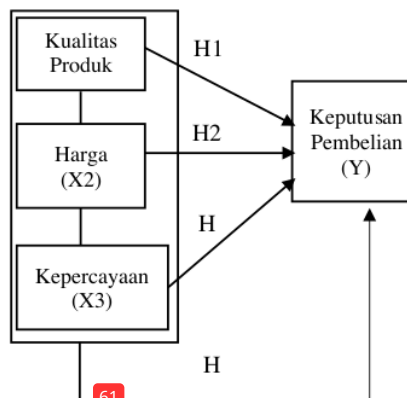 Kualitas
Produk
H1
Keputusan
Pembelian
(Y)
H2
Harga
(X2)
H
Kepercayaan
(X3)
H
61